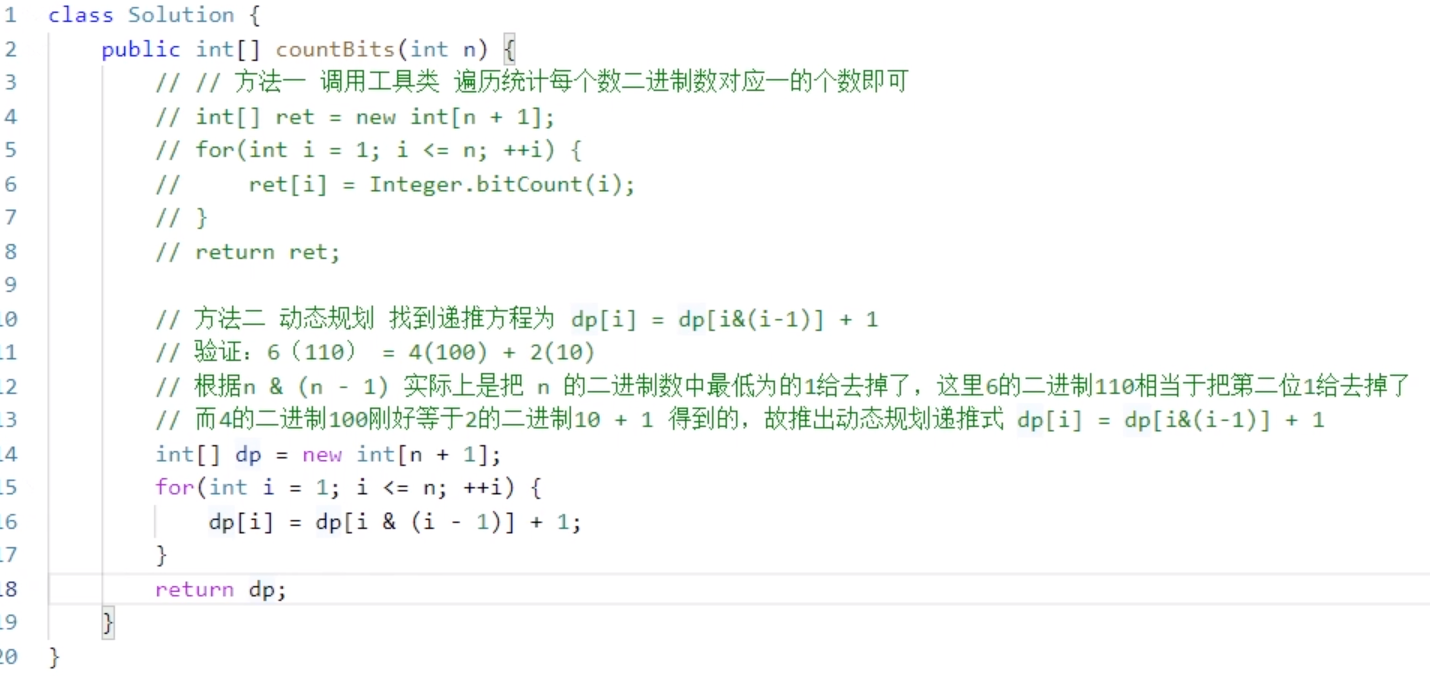 1 class Solution {
2     public int[] countBits(int n) {
3         // // 方法一 调用工具类 遍历统计每个数二进制数对应一的个数即可
4         // int[] ret = new int[n + 1];
5         // for(int i = 1; i <= n; ++i) {
6         //     ret[i] = Integer.bitCount(i);
7         // }
8         // return ret;
9
10         // 方法二 动态规划 找到递推方程为 dp[i] = dp[i&(i-1)] + 1
11         // 验证：6（110） = 4(100) + 2(10)
12         // 根据n & (n - 1) 实际上是把 n 的二进制数中最低为的1给去掉了，这里6的二进制110相当于把第二位1给去掉了
13         // 而4的二进制100刚好等于2的二进制10 + 1 得到的，故推出动态规划递推式 dp[i] = dp[i&(i-1)] + 1
14         int[] dp = new int[n + 1];
15         for(int i = 1; i <= n; ++i) {
16             dp[i] = dp[i & (i - 1)] + 1;
17         }
18         return dp;
19     }
20 }